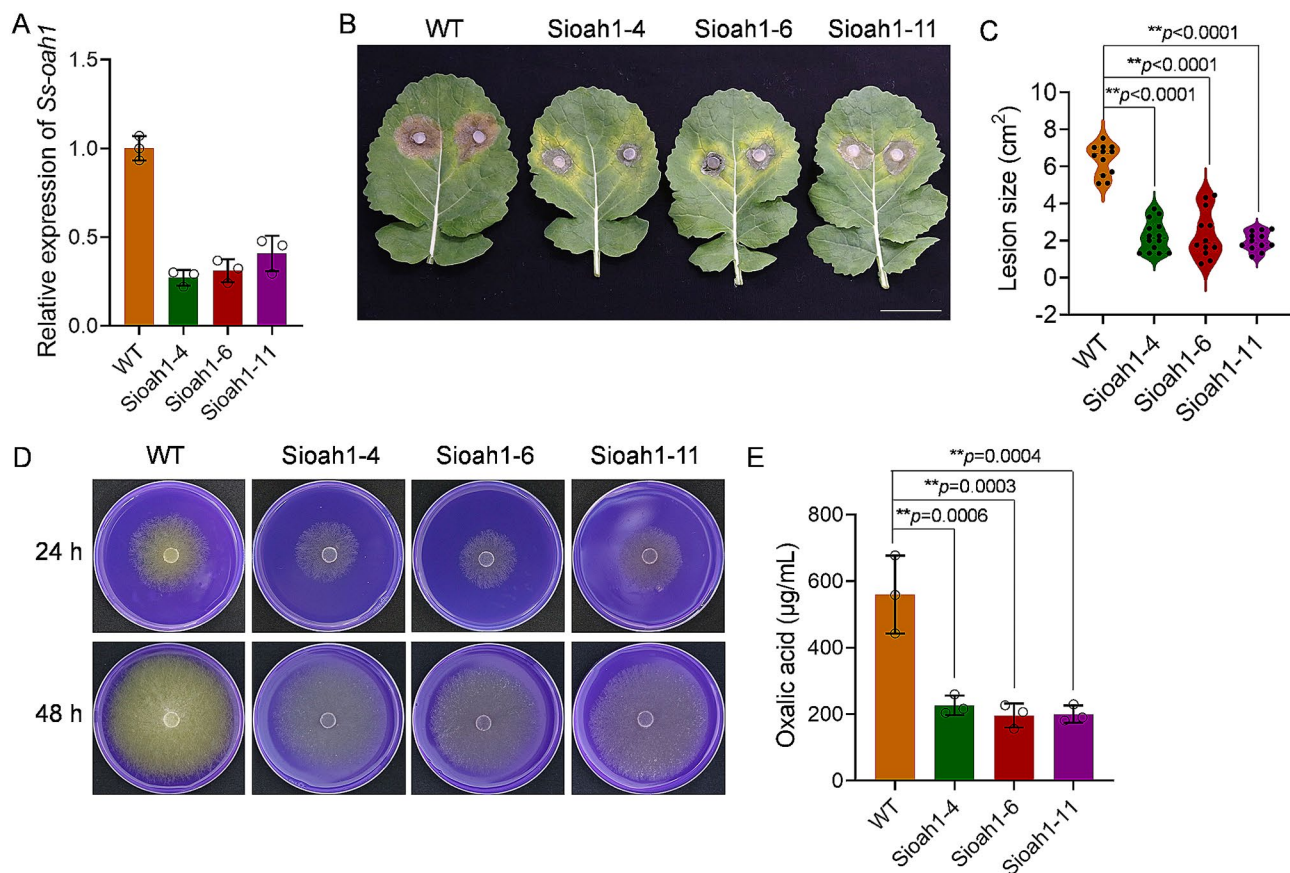 A
Relative expression of Ss-oah1
1.5
1.0
0.5
0.0
WT
Sioah1-4
Sioah1-6
Sioah1-11
B
WT
Sioah1-4
Sioah1-6
Sioah1-11
C
Lesion size (cm²)
8
6
4
2
0
-2
**p<0.0001
**p<0.0001
**p<0.0001
WT
Sioah1-4
Sioah1-6
Sioah1-11
D
WT
Sioah1-4
Sioah1-6
Sioah1-11
24 h
48 h
E
Oxalic acid (µg/mL)
800
600
400
200
0
**p=0.0004
**p=0.0003
**p=0.0006
WT
Sioah1-4
Sioah1-6
Sioah1-11